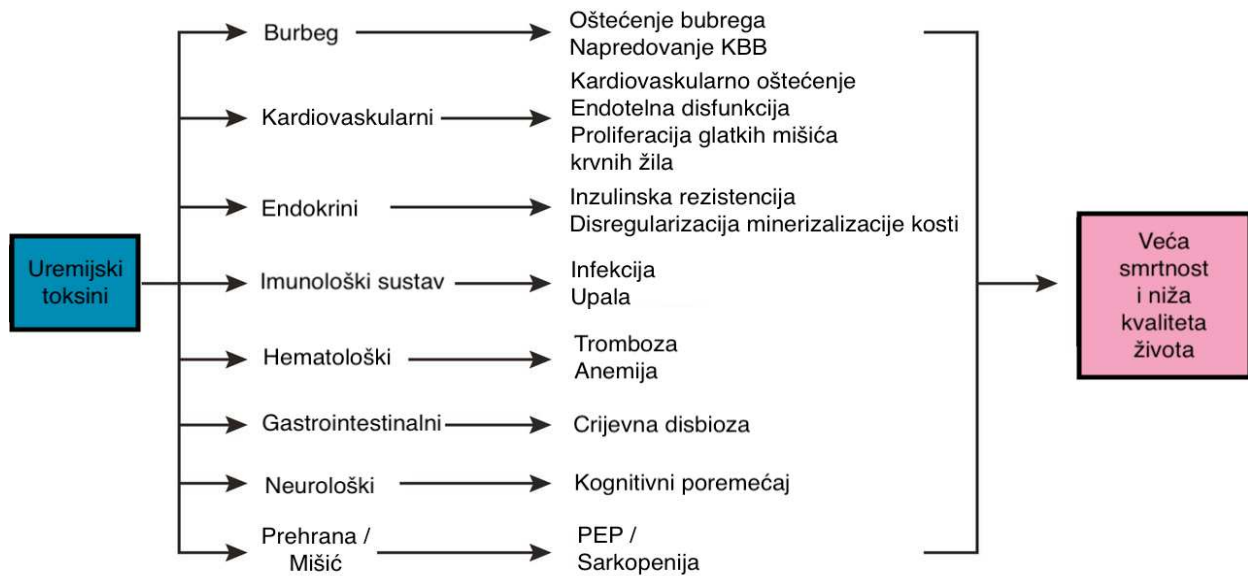 Uremijski
toksini
Burbeg
Oštećenje bubrega
Napredovanje KBB
Kardiovaskularni
Kardiovaskularno oštećenje
Endotelna disfunkcija
Proliferacija glatkih mišića
krvnih žila
Endokrini
Inzulinska rezistencija
Disregularizacija minerizalizacije kosti
Imunološki sustav
Infekcija
Upala
Hematološki
Tromboza
Anemija
Gastrointestinalni
Crijevna disbioza
Neurološki
Kognitivni poremećaj
Prehrana /
Mišić
PEP /
Sarkopenija
Veća
smrtnost
i niža
kvaliteta
života